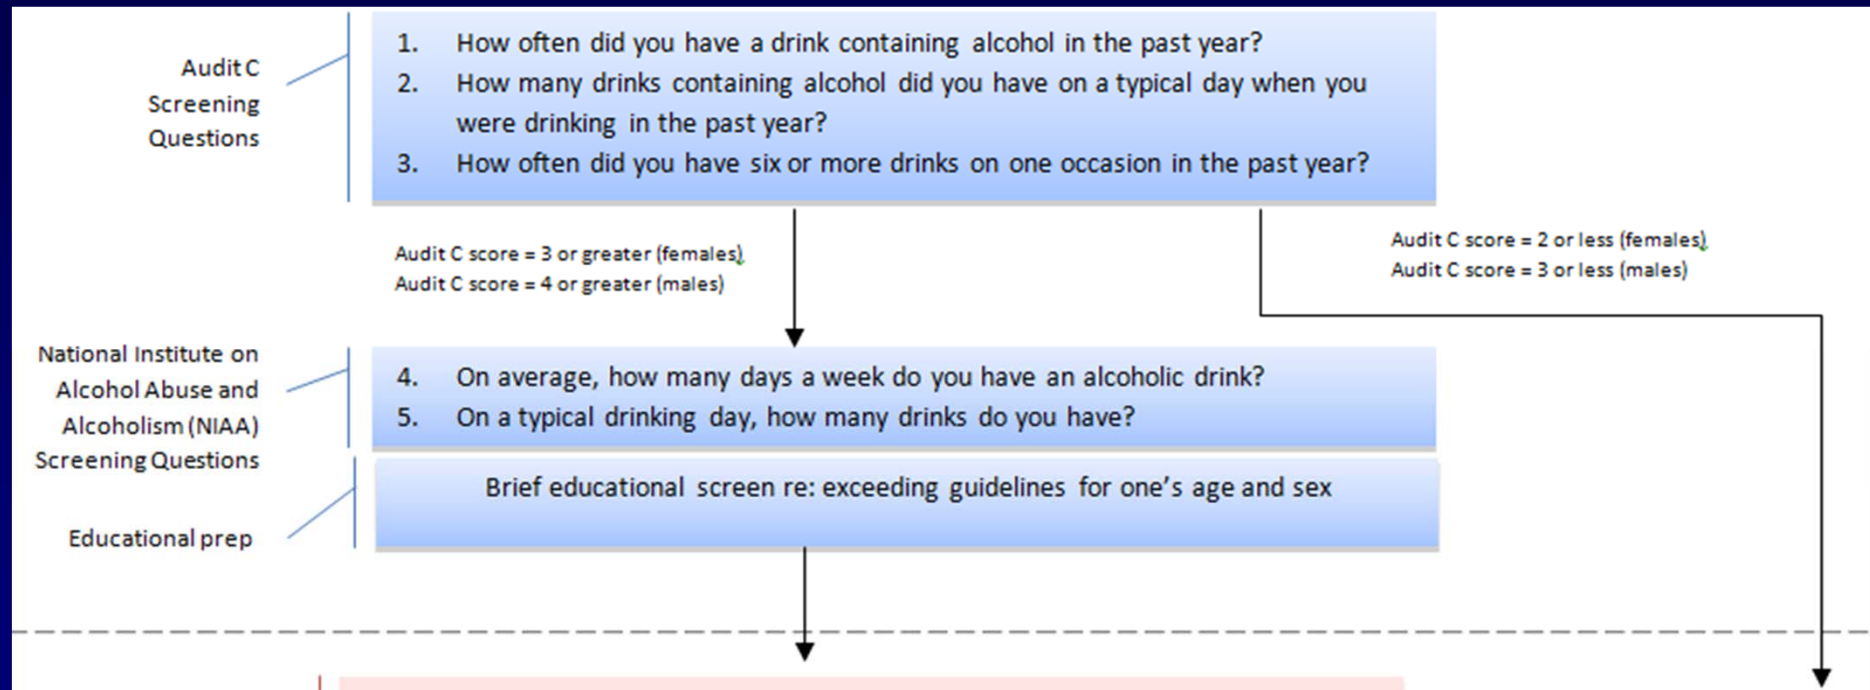 Audit C
Screening
Questions
1. How often did you have a drink containing alcohol in the past year?
2. How many drinks containing alcohol did you have on a typical day when you
were drinking in the past year?
3. How often did you have six or more drinks on one occasion in the past year?
Audit C score = 3 or greater (females)
Audit C score = 4 or greater (males)
Audit C score = 2 or less (females)
Audit C score = 3 or less (males)
National Institute on
Alcohol Abuse and
Alcoholism (NIAA)
Screening Questions
4. On average, how many days a week do you have an alcoholic drink?
5. On a typical drinking day, how many drinks do you have?
Brief educational screen re: exceeding guidelines for one's age and sex
Educational prep